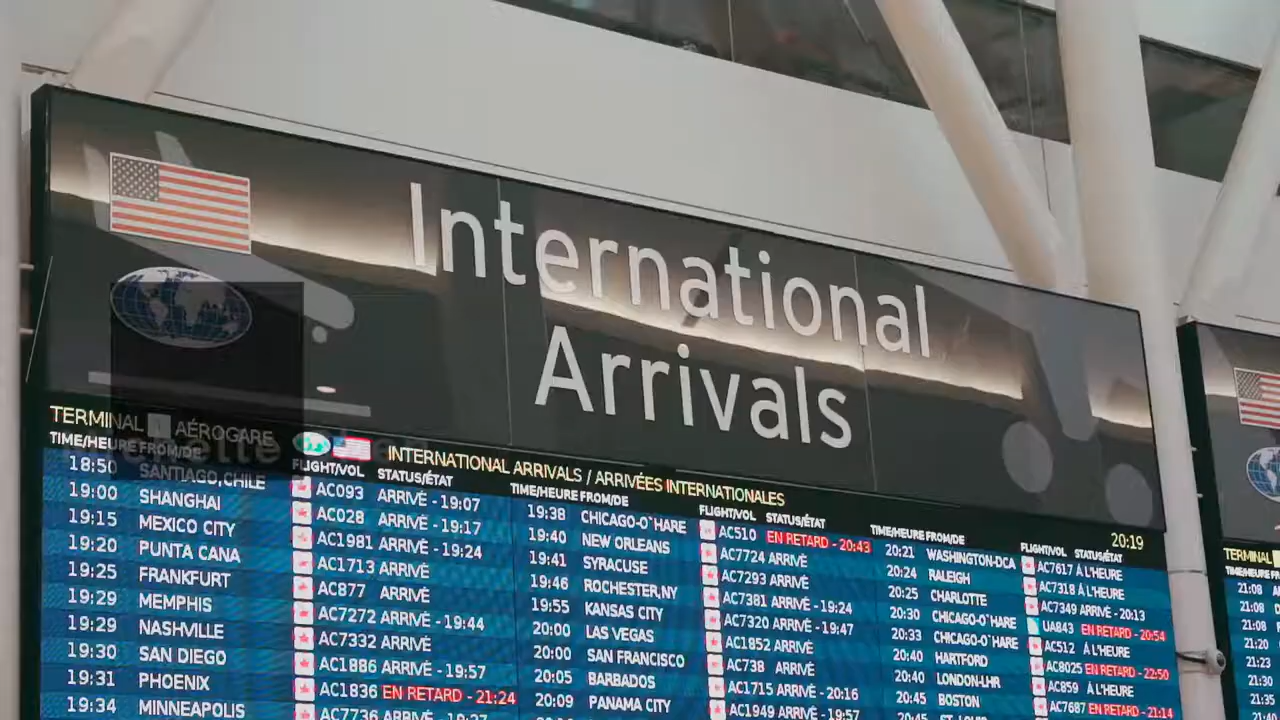 International
Arrivals
TERMINAL 1 AÉROGARE
INTERNATIONAL ARRIVALS / ARRIVÉES INTERNATIONALES
20:19
TIME/HEURE FROM/DE FLIGHT/VOL STATUS/ÉTAT
18:50 SANTIAGO,CHILE AC093 ARRIVÉ - 19:07
19:00 SHANGHAI AC028 ARRIVÉ - 19:17
19:15 MEXICO CITY AC1981 ARRIVÉ - 19:24
19:20 PUNTA CANA AC1713 ARRIVÉ
19:25 FRANKFURT AC877 ARRIVÉ
19:29 MEMPHIS AC7272 ARRIVÉ - 19:44
19:29 NASHVILLE AC7332 ARRIVÉ
19:30 SAN DIEGO AC1886 ARRIVÉ - 19:57
19:31 PHOENIX AC1836 EN RETARD - 21:24
19:34 MINNEAPOLIS AC7736 ARRIVÉ
TIME/HEURE FROM/DE FLIGHT/VOL STATUS/ÉTAT
19:38 CHICAGO-O`HARE AC510 EN RETARD - 20:43
19:40 NEW ORLEANS AC7724 ARRIVÉ
19:41 SYRACUSE AC7293 ARRIVÉ
19:46 ROCHESTER,NY AC7381 ARRIVÉ - 19:24
19:55 KANSAS CITY AC7320 ARRIVÉ - 19:47
20:00 LAS VEGAS AC1852 ARRIVÉ
20:00 SAN FRANCISCO AC738 ARRIVÉ
20:05 BARBADOS AC1715 ARRIVÉ - 20:16
20:09 PANAMA CITY AC1949 ARRIVÉ - 19:57
TIME/HEURE FROM/DE FLIGHT/VOL STATUS/ÉTAT
20:21 WASHINGTON-DCA AC7617 À L'HEURE
20:24 RALEIGH AC7318 À L'HEURE
20:25 CHARLOTTE AC7349 ARRIVÉ - 20:13
20:30 CHICAGO-O`HARE UA843 EN RETARD - 20:54
20:33 CHICAGO-O`HARE AC512 À L'HEURE
20:40 HARTFORD AC8025 EN RETARD - 22:50
20:40 LONDON-LHR AC859 À L'HEURE
20:45 BOSTON AC7687 EN RETARD - 21:14
20:45
TERMINAL
TIME/HEURE
21:08
21:08
21:08
21:20
21:23
21:30
21:35